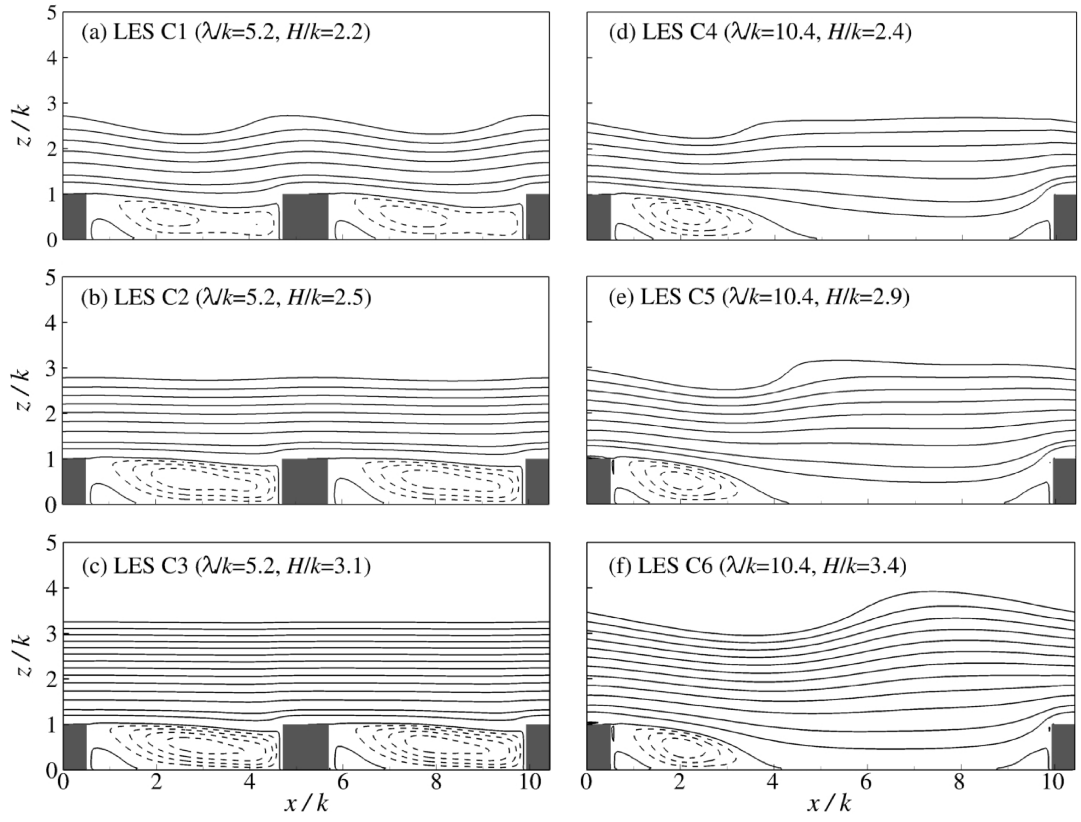 (a) LES C1 (λ/k=5.2, H/k=2.2)
(d) LES C4 (λ/k=10.4, H/k=2.4)
5
4
3
2
1
0
z / k
(b) LES C2 (λ/k=5.2, H/k=2.5)
(e) LES C5 (λ/k=10.4, H/k=2.9)
5
4
3
2
1
0
z / k
(c) LES C3 (λ/k=5.2, H/k=3.1)
(f) LES C6 (λ/k=10.4, H/k=3.4)
5
4
3
2
1
0
z / k
0 2 4 6 8 10
0 2 4 6 8 10
x / k
x / k